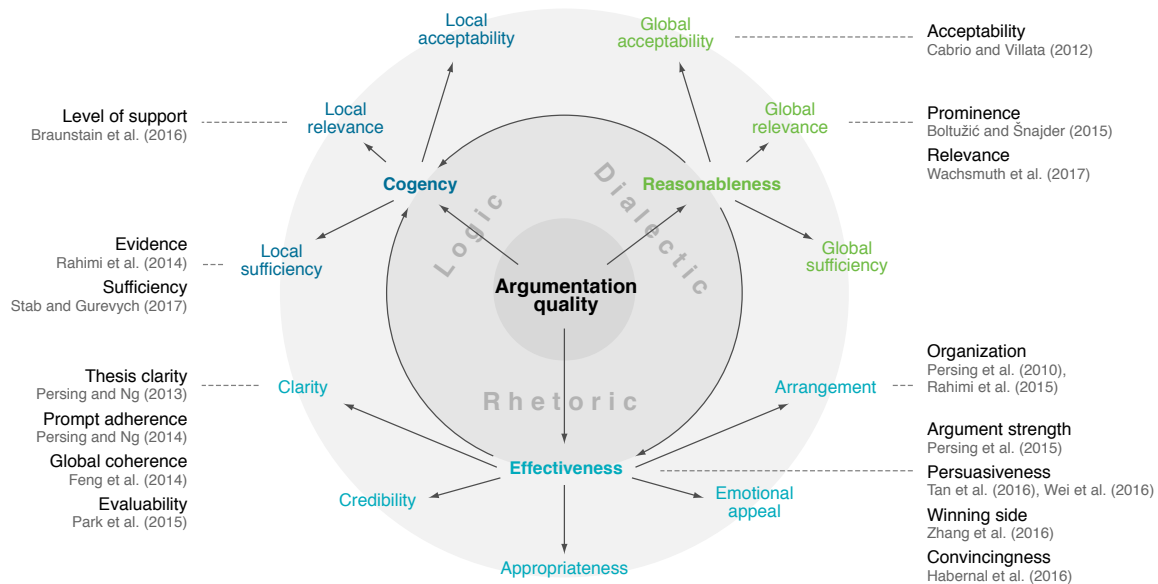 Local
acceptability
Global
acceptability
Acceptability
Cabrio and Villata (2012)
Level of support
Braunstain et al. (2016)
Local
relevance
Global
relevance
Prominence
Boltužić and Šnajder (2015)
Relevance
Wachsmuth et al. (2017)
Cogency
Reasonableness
Logic
Dialectic
Evidence
Rahimi et al. (2014)
Sufficiency
Stab and Gurevych (2017)
Local
sufficiency
Global
sufficiency
Argumentation
quality
Thesis clarity
Persing and Ng (2013)
Prompt adherence
Persing and Ng (2014)
Global coherence
Feng et al. (2014)
Evaluability
Park et al. (2015)
Clarity
Rhetoric
Arrangement
Organization
Persing et al. (2010),
Rahimi et al. (2015)
Effectiveness
Argument strength
Persing et al. (2015)
Persuasiveness
Tan et al. (2016), Wei et al. (2016)
Winning side
Zhang et al. (2016)
Convincingness
Habernal et al. (2016)
Credibility
Emotional
appeal
Appropriateness